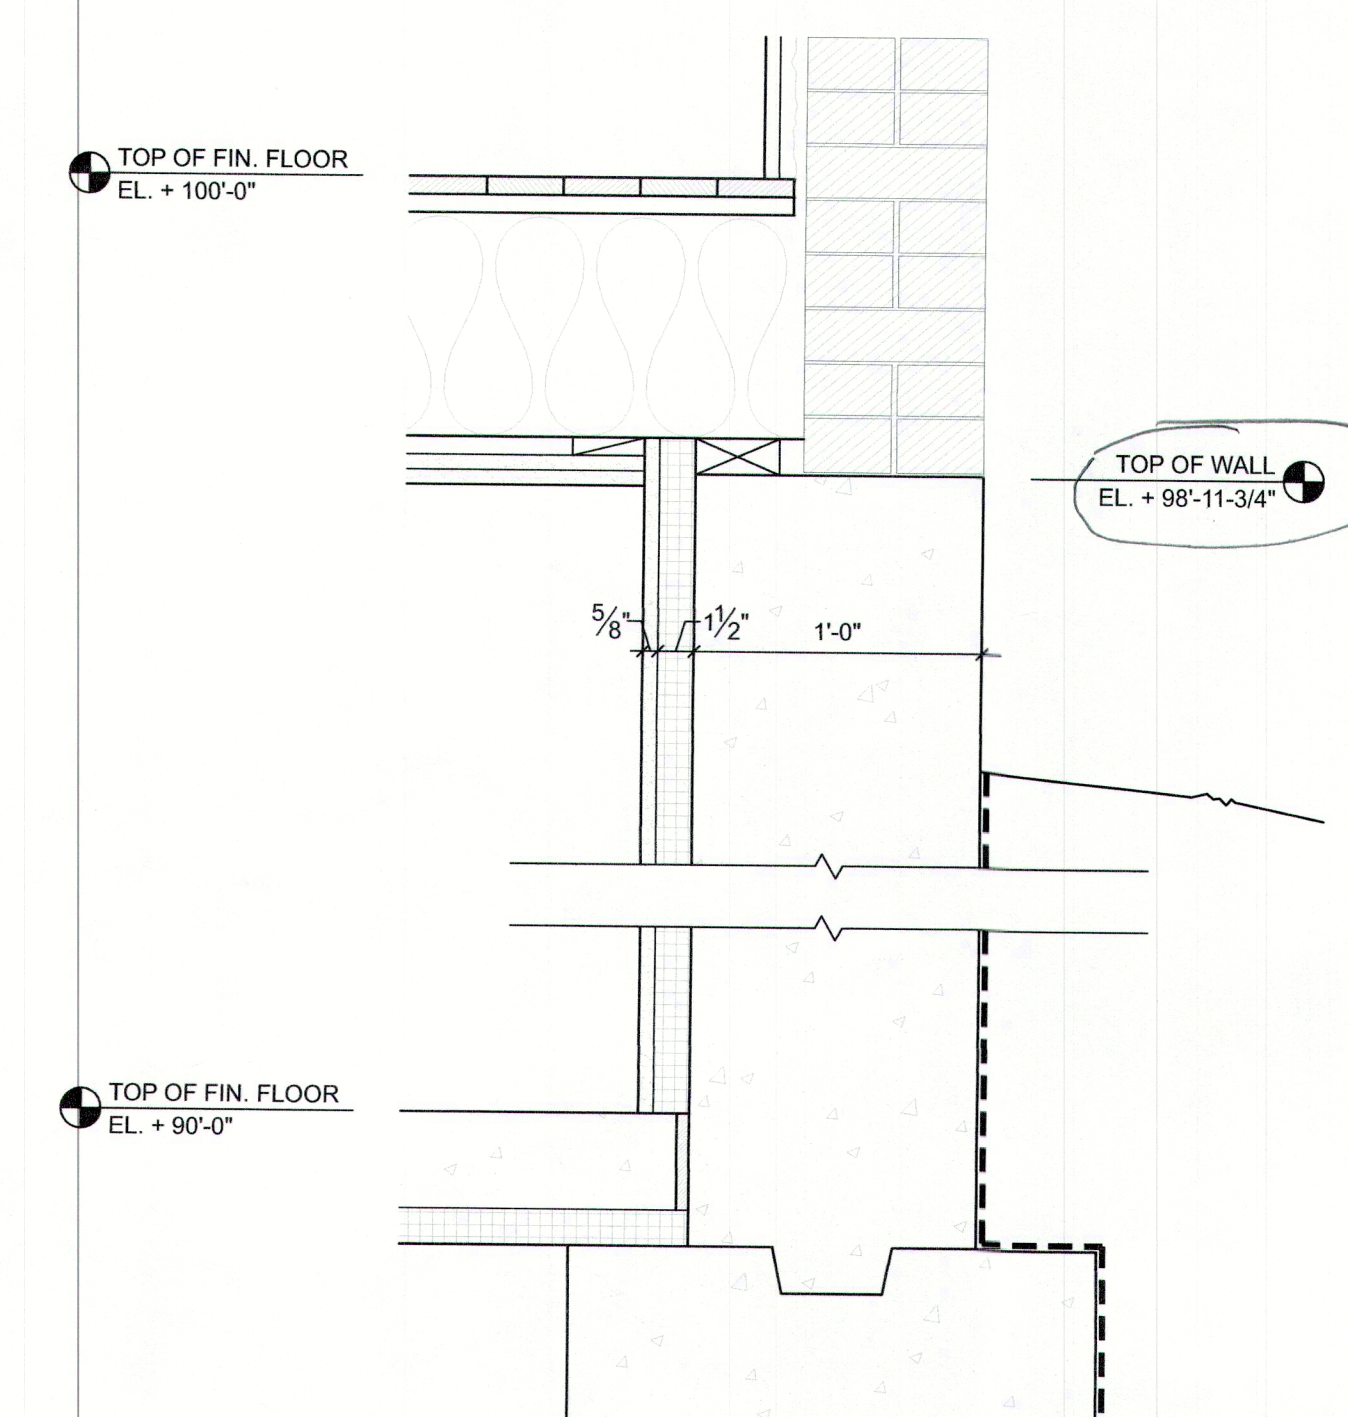 TOP OF FIN. FLOOR
EL. + 100'-0"
TOP OF WALL
EL. + 98'-11-3/4"
5/8"
1 1/2"
1'-0"
TOP OF FIN. FLOOR
EL. + 90'-0"